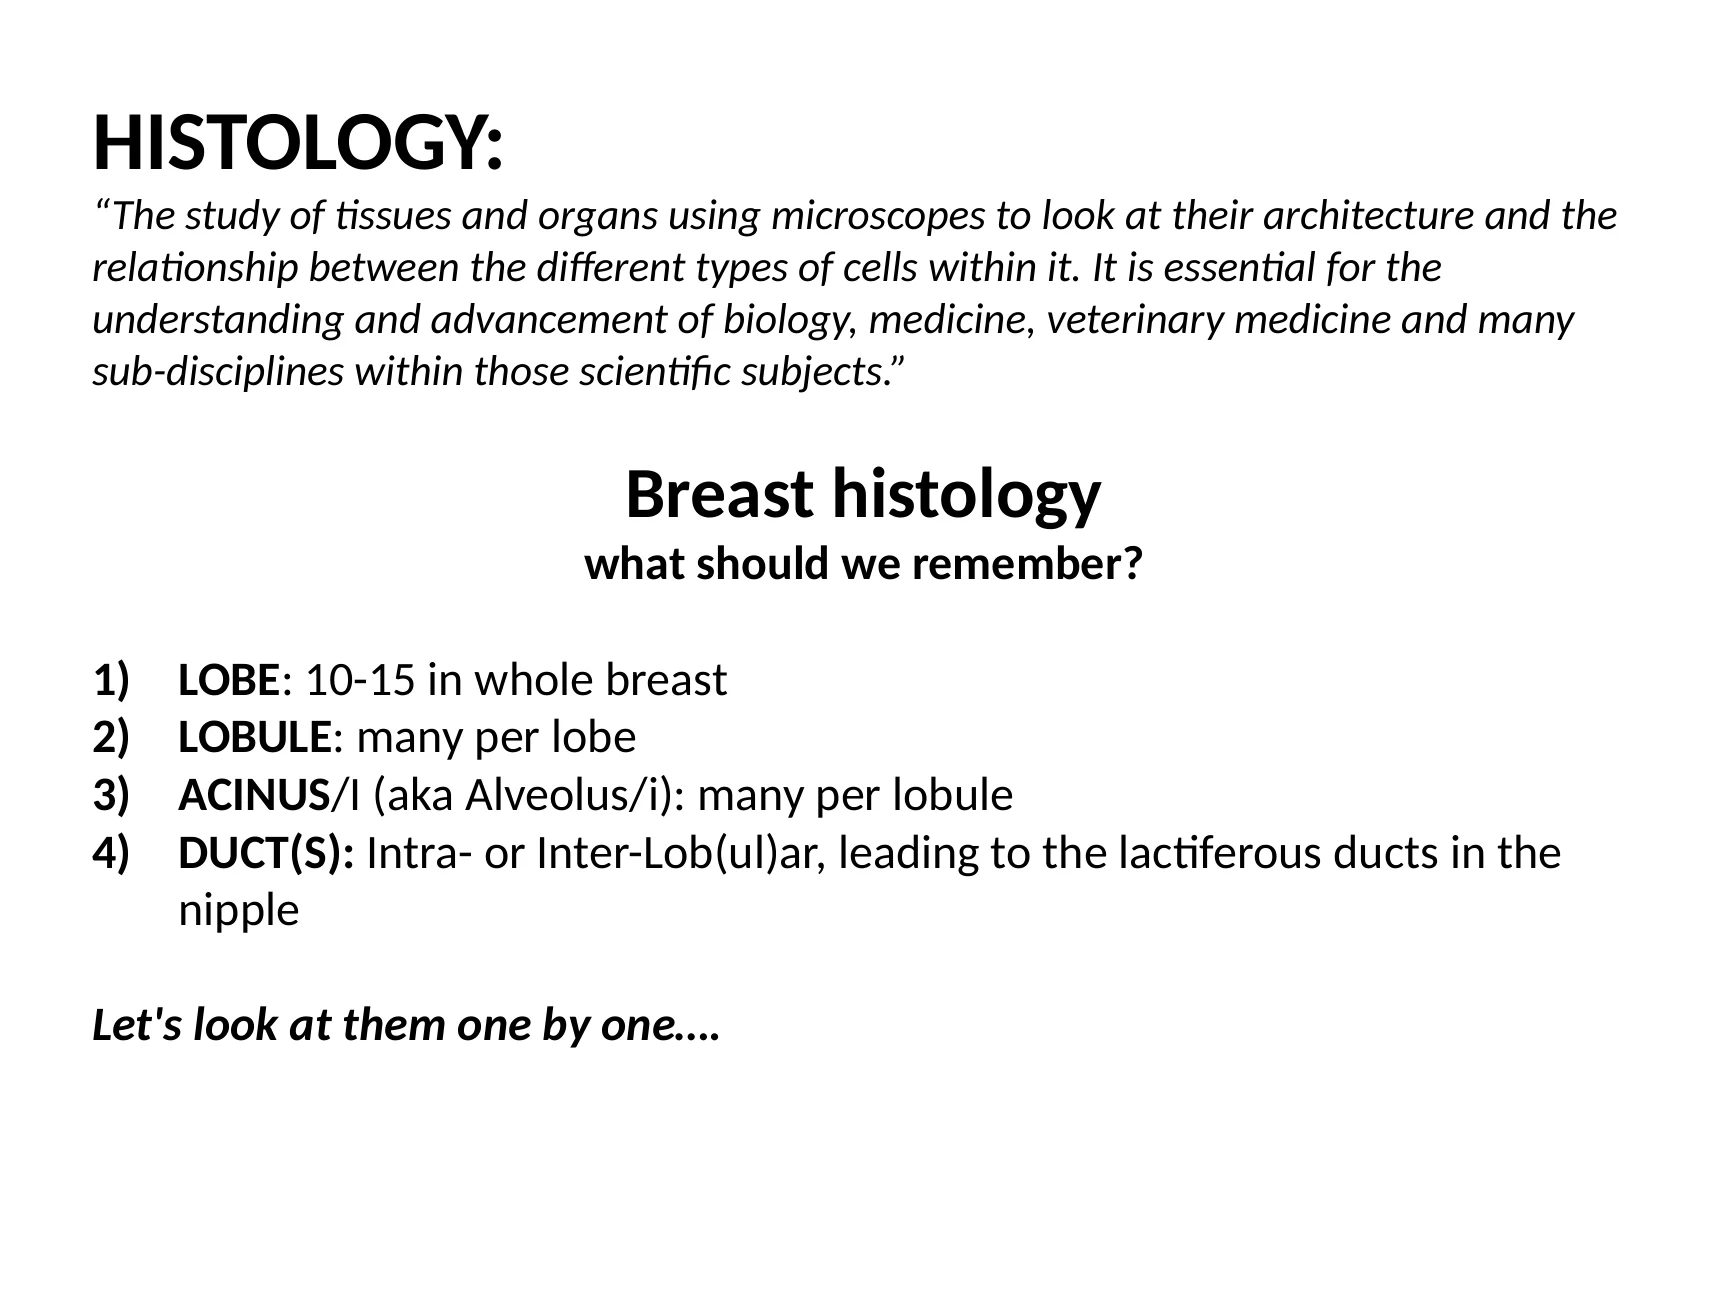 HISTOLOGY:
“The study of tissues and organs using microscopes to look at their architecture and the
relationship between the different types of cells within it. It is essential for the
understanding and advancement of biology, medicine, veterinary medicine and many
sub-disciplines within those scientific subjects.”
Breast histology
what should we remember?
1) LOBE: 10-15 in whole breast
2) LOBULE: many per lobe
3) ACINUS/I (aka Alveolus/i): many per lobule
4) DUCT(S): Intra- or Inter-Lob(ul)ar, leading to the lactiferous ducts in the
nipple
Let's look at them one by one….